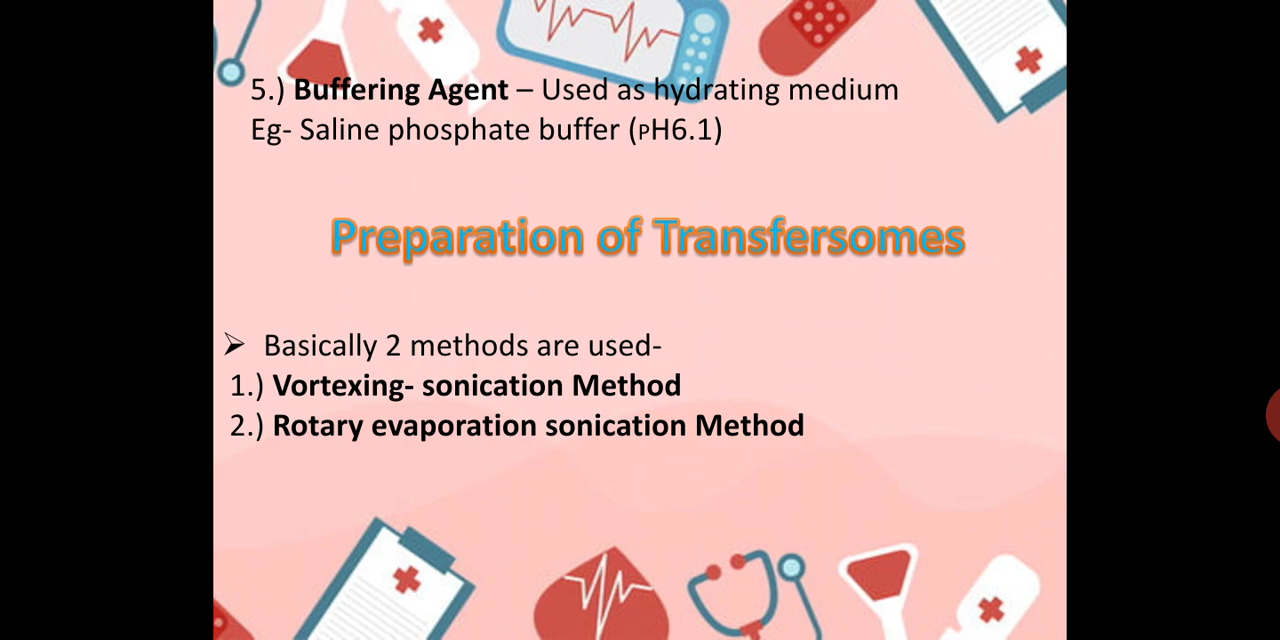 5.) Buffering Agent – Used as hydrating medium
Eg- Saline phosphate buffer (pH6.1)
Preparation of Transfersomes
➢ Basically 2 methods are used-
1.) Vortexing- sonication Method
2.) Rotary evaporation sonication Method